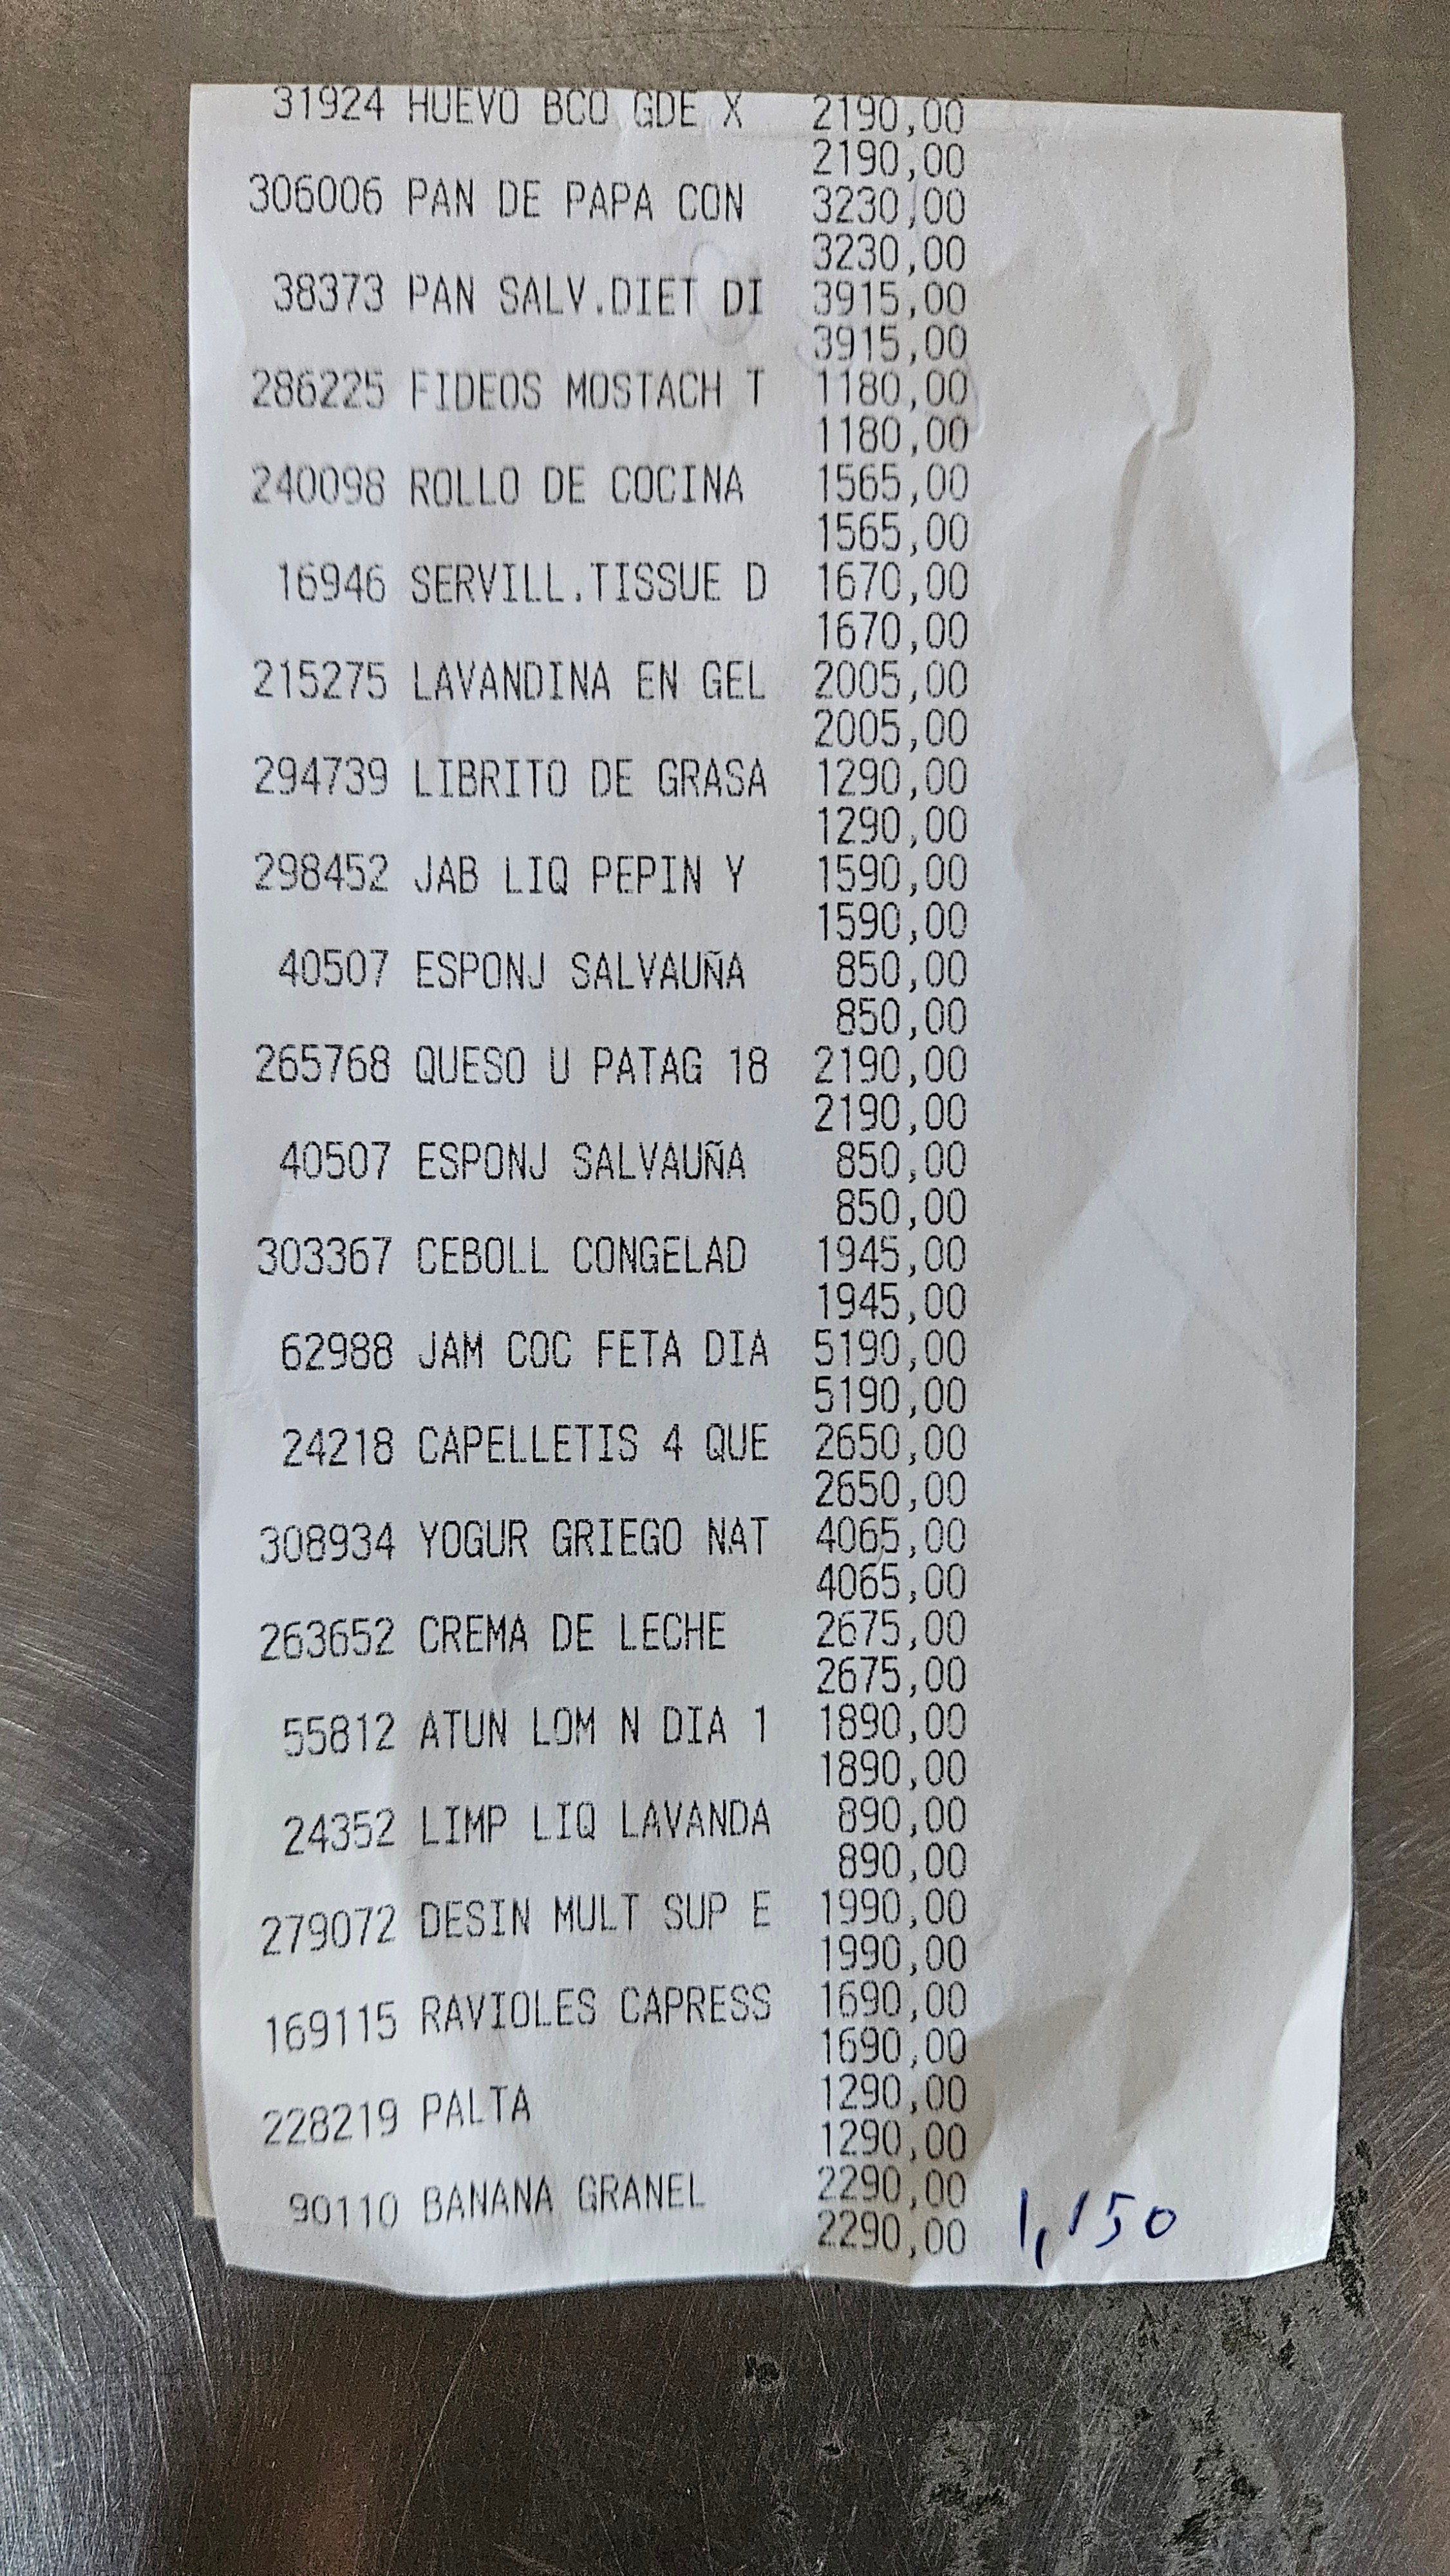 31924 HUEVO BCO GDE X 2190,00
2190,00
306006 PAN DE PAPA CON 3230,00
3230,00
38373 PAN SALV.DIET DI 3915,00
3915,00
286225 FIDEOS MOSTACH T 1180,00
1180,00
240098 ROLLO DE COCINA 1565,00
1565,00
16946 SERVILL.TISSUE D 1670,00
1670,00
215275 LAVANDINA EN GEL 2005,00
2005,00
294739 LIBRITO DE GRASA 1290,00
1290,00
298452 JAB LIQ PEPIN Y 1590,00
1590,00
40507 ESPONJ SALVAUÑA 850,00
850,00
265768 QUESO U PATAG 18 2190,00
2190,00
40507 ESPONJ SALVAUÑA 850,00
850,00
303367 CEBOLL CONGELAD 1945,00
1945,00
62988 JAM COC FETA DIA 5190,00
5190,00
24218 CAPELLETIS 4 QUE 2650,00
2650,00
308934 YOGUR GRIEGO NAT 4065,00
4065,00
263652 CREMA DE LECHE 2675,00
2675,00
55812 ATUN LOM N DIA 1 1890,00
1890,00
24352 LIMP LIQ LAVANDA 890,00
890,00
279072 DESIN MULT SUP E 1990,00
1990,00
169115 RAVIOLES CAPRESS 1690,00
1690,00
228219 PALTA 1290,00
1290,00
90110 BANANA GRANEL 2290,00
2290,00 1,150